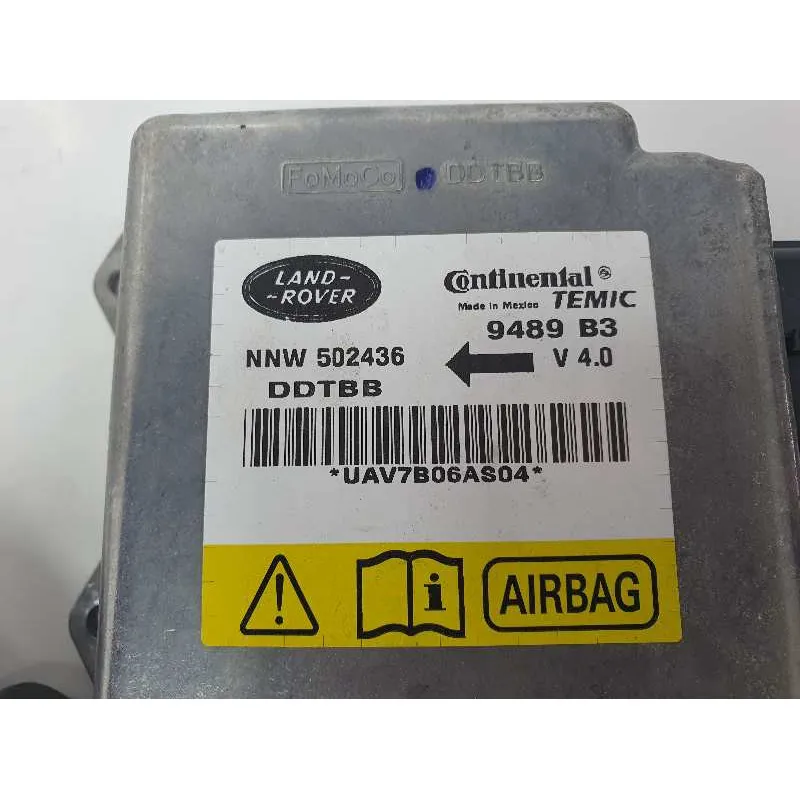 FoMoCo DDTBB
LAND-
-ROVER
Continental®
Made in Mexico TEMIC
9489 B3
NNW 502436 V 4.0
DDTBB
*UAV7B06AS04*
i
AIRBAG